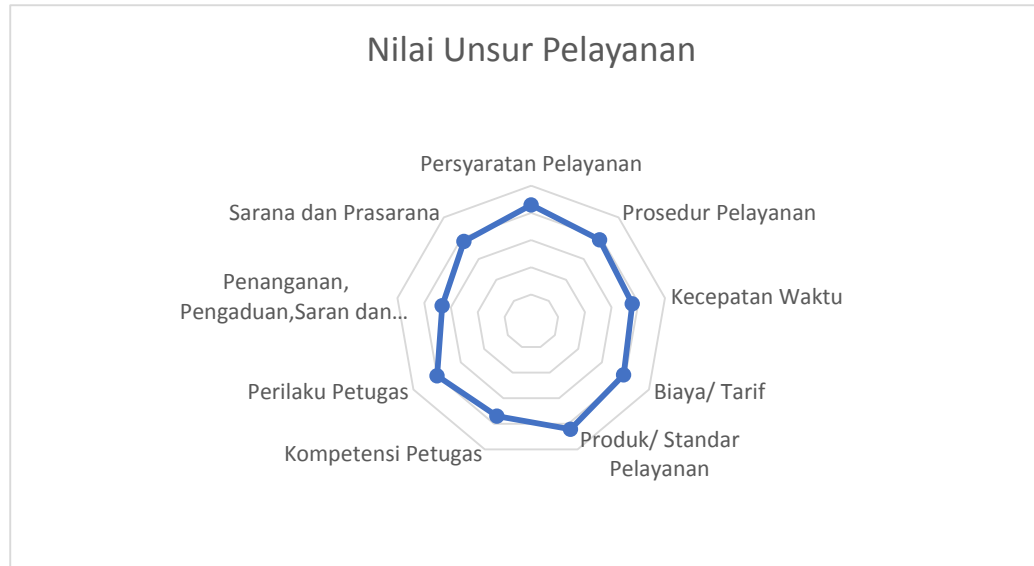 Nilai Unsur Pelayanan
Persyaratan Pelayanan
Prosedur Pelayanan
Kecepatan Waktu
Biaya/ Tarif
Produk/ Standar
Pelayanan
Kompetensi Petugas
Perilaku Petugas
Penanganan,
Pengaduan,Saran dan...
Sarana dan Prasarana